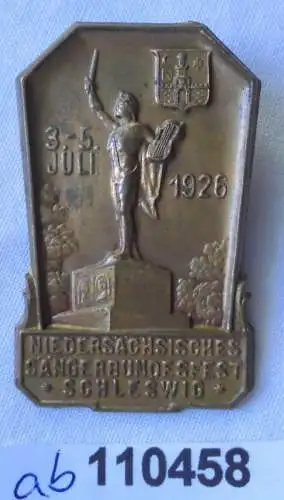 3.-5.
JULI 1926
NIEDERSÄCHSISCHES
SÄNGERBUNDESFEST
* SCHLESWIG *
ab 110458